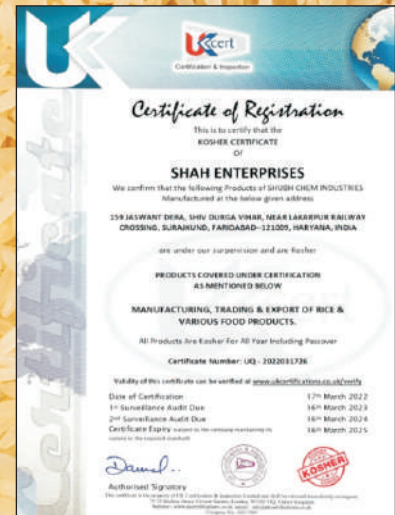 UK
UKcert
Certification & Inspection
Certificate of Registration
This is to certify that the
KOSHER CERTIFICATE
Of
SHAH ENTERPRISES
We confirm that the following Products of SHUBH CHEM INDUSTRIES
Manufactured at the below given address
159 JASWANT DERA, SHIV DURGA VIHAR, NEAR LAKARPUR RAILWAY
CROSSING, SURAJKUND, FARIDABAD-121009, HARYANA, INDIA
are under our surpervision and are Kosher
PRODUCTS COVERED UNDER CERTIFICATION
AS MENTIONED BELOW
MANUFACTURING, TRADING & EXPORT OF RICE &
VARIOUS FOOD PRODUCTS.
All Products Are Kosher For All Year Including Passover
Certificate Number: UQ - 2022031726
Validity of this certificate can be verified at www.ukcertifications.co.uk/verify
Date of Certification 17th March 2022
1st Surveillance Audit Due 16th March 2023
2nd Surveillance Audit Due 16th March 2024
Certificate Expiry 16th March 2025
Authorised Signatory
KOSHER
Certificate